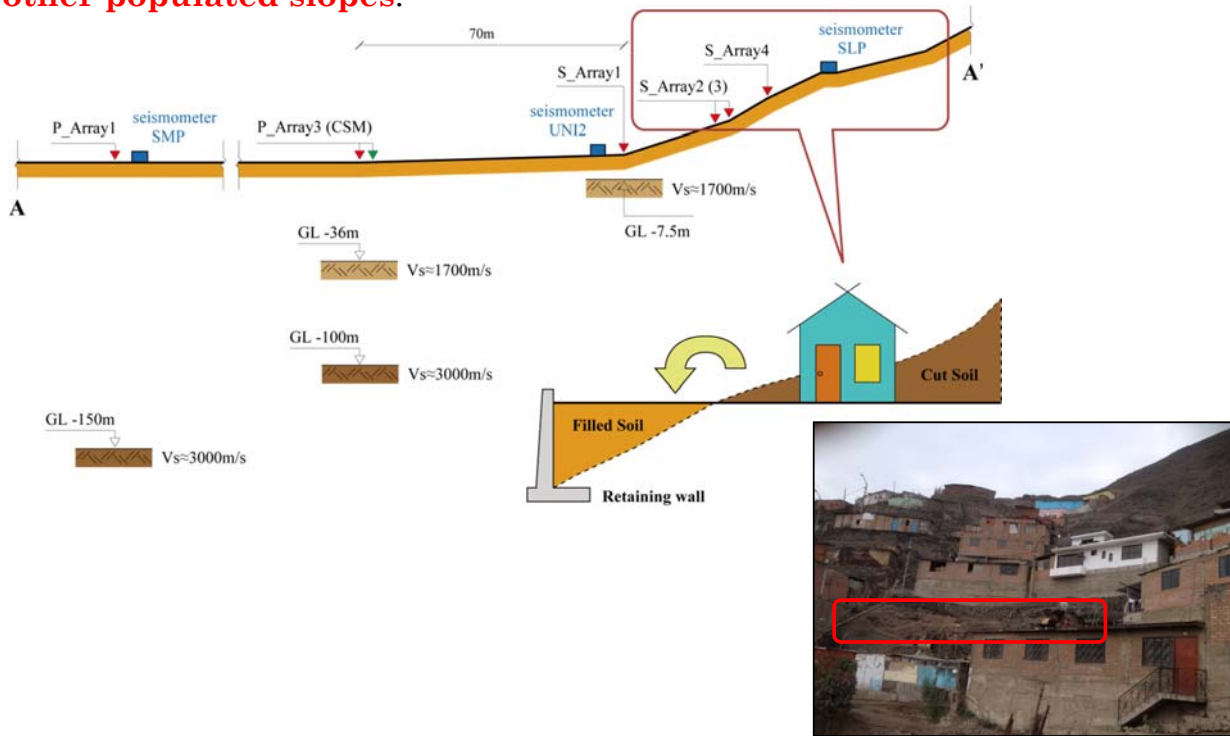 other populated slopes.
70m
seismometer
SLP
S_Array4
A'
S_Array1
S_Array2 (3)
seismometer
UNI2
P_Array1
seismometer
SMP
P_Array3 (CSM)
A
Vs≈1700m/s
GL -7.5m
GL -36m
Vs≈1700m/s
GL -100m
Vs≈3000m/s
GL -150m
Vs≈3000m/s
Cut Soil
Filled Soil
Retaining wall